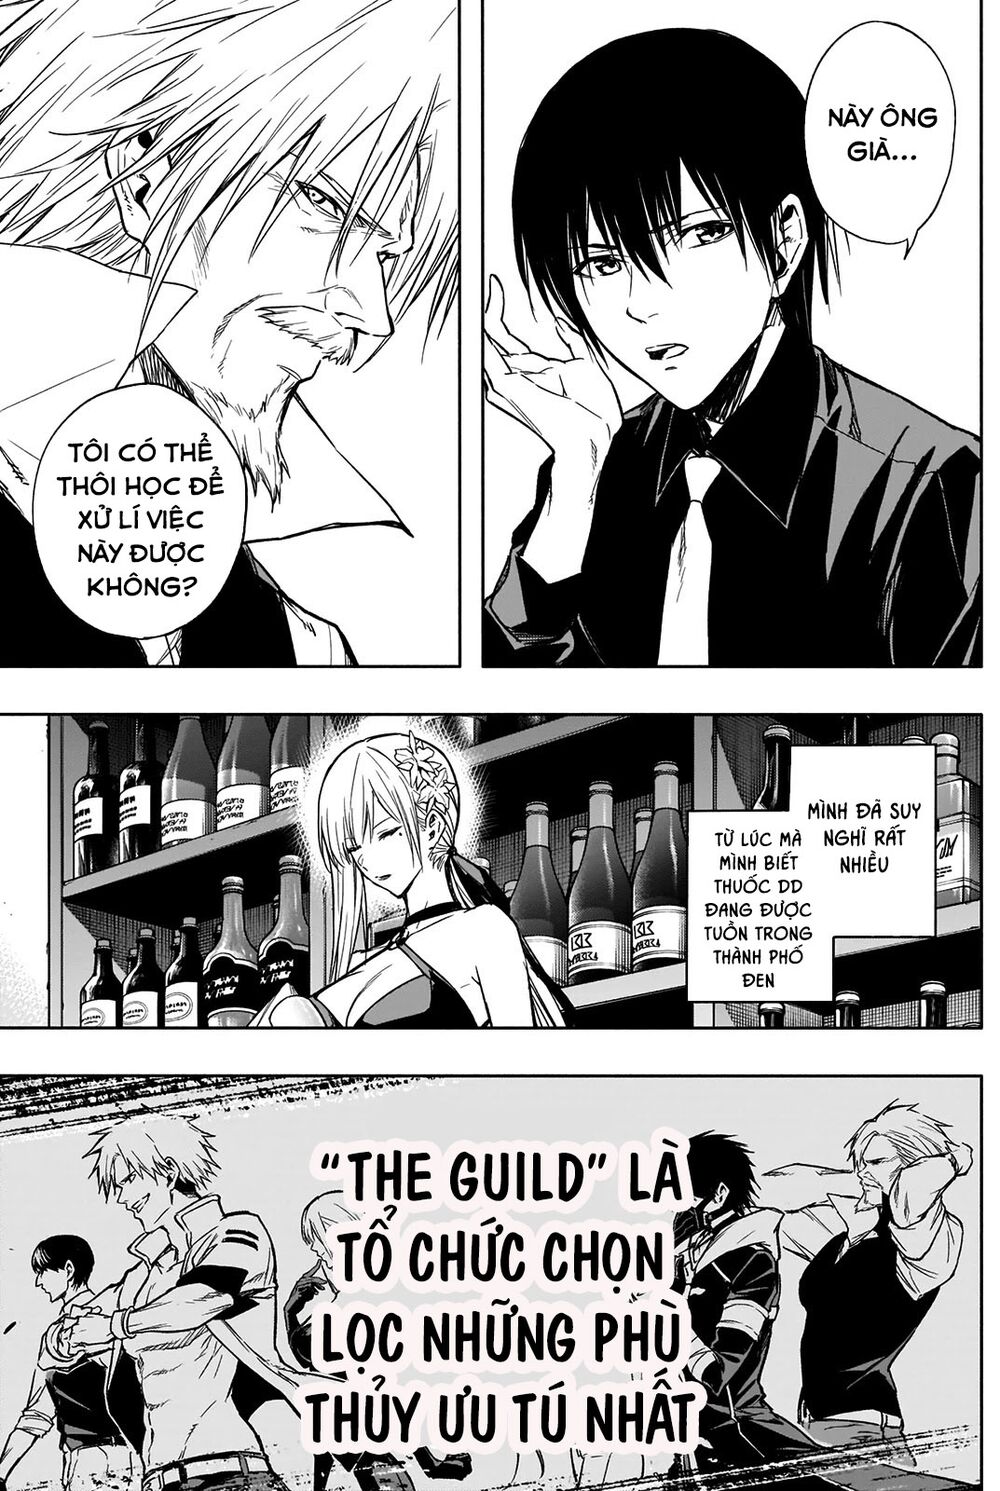 NÀY ÔNG
GIÀ...
TÔI CÓ THỂ
THÔI HỌC ĐỂ
XỬ LÍ VIỆC
NÀY ĐƯỢC
KHÔNG?
MÌNH ĐÃ SUY
NGHĨ RẤT
NHIỀU
TỪ LÚC MÀ
MÌNH BIẾT
THUỐC DD
ĐANG ĐƯỢC
TUỒN TRONG
THÀNH PHỐ
ĐEN
“THE GUILD” LÀ
TỔ CHỨC CHỌN
LỌC NHỮNG PHÙ
THỦY ƯU TÚ NHẤT